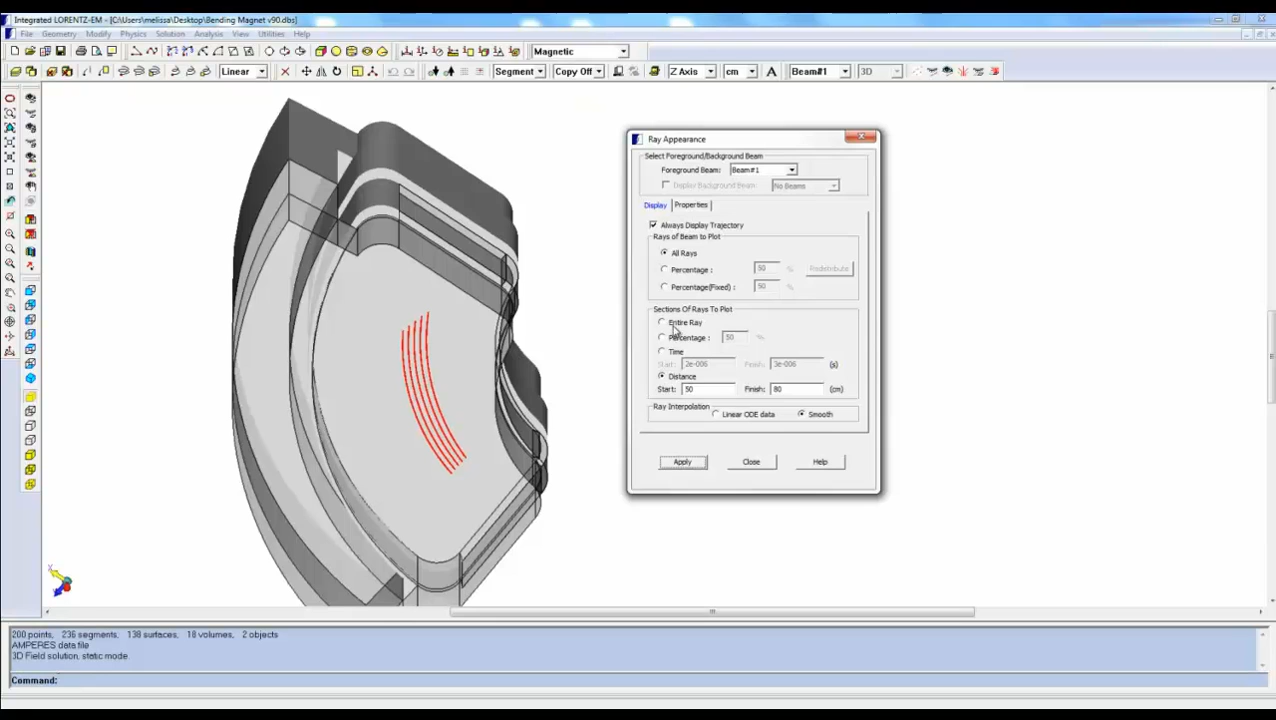 Integrated LORENTZ-EM - [C:\Users\melissa\Desktop\Bending Magnet v90.dbs]
File Geometry Modify Physics Solution Analysis View Utilities Help
Magnetic
Linear Segment Copy Off Z Axis cm A Beam#1 3D
Ray Appearance
Select Foreground/Background Beam
Foreground Beam: Beam#1
Display Background Beam: No Beams
Display Properties
Always Display Trajectory
Rays of Beam to Plot
All Rays
Percentage : 50 % Redistribute
Percentage(Fixed) : 50 %
Sections Of Rays To Plot
Entire Ray
Percentage : 50 %
Time
Start: 2e-006 Finish: 3e-006 (s)
Distance
Start: 50 Finish: 80 (cm)
Ray Interpolation Linear ODE data Smooth
Apply Close Help
X
200 points, 236 segments, 138 surfaces, 18 volumes, 2 objects
AMPERES data file
3D Field solution, static mode.
Command: